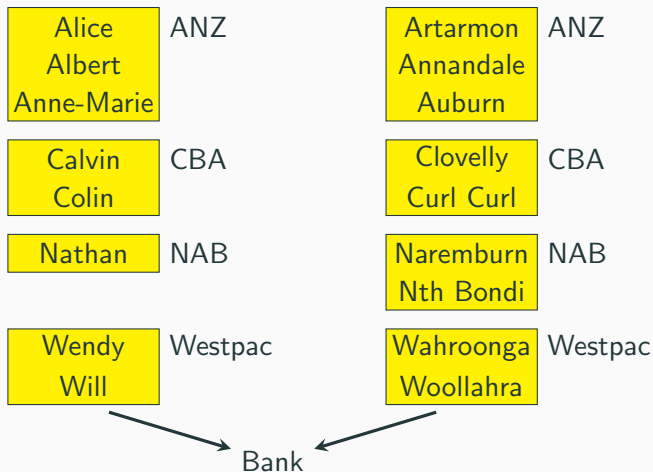 Alice ANZ
Albert
Anne-Marie
Artarmon ANZ
Annandale
Auburn
Calvin CBA
Colin
Clovelly CBA
Curl Curl
Nathan NAB
Naremburn NAB
Nth Bondi
Wendy Westpac
Will
Wahroonga Westpac
Woollahra
Bank